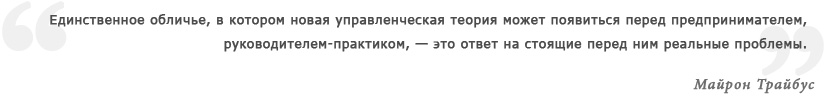 Единственное обличье, в котором новая управленческая теория может появиться перед предпринимателем,
руководителем-практиком, — это ответ на стоящие перед ним реальные проблемы.
Майрон Трайбус